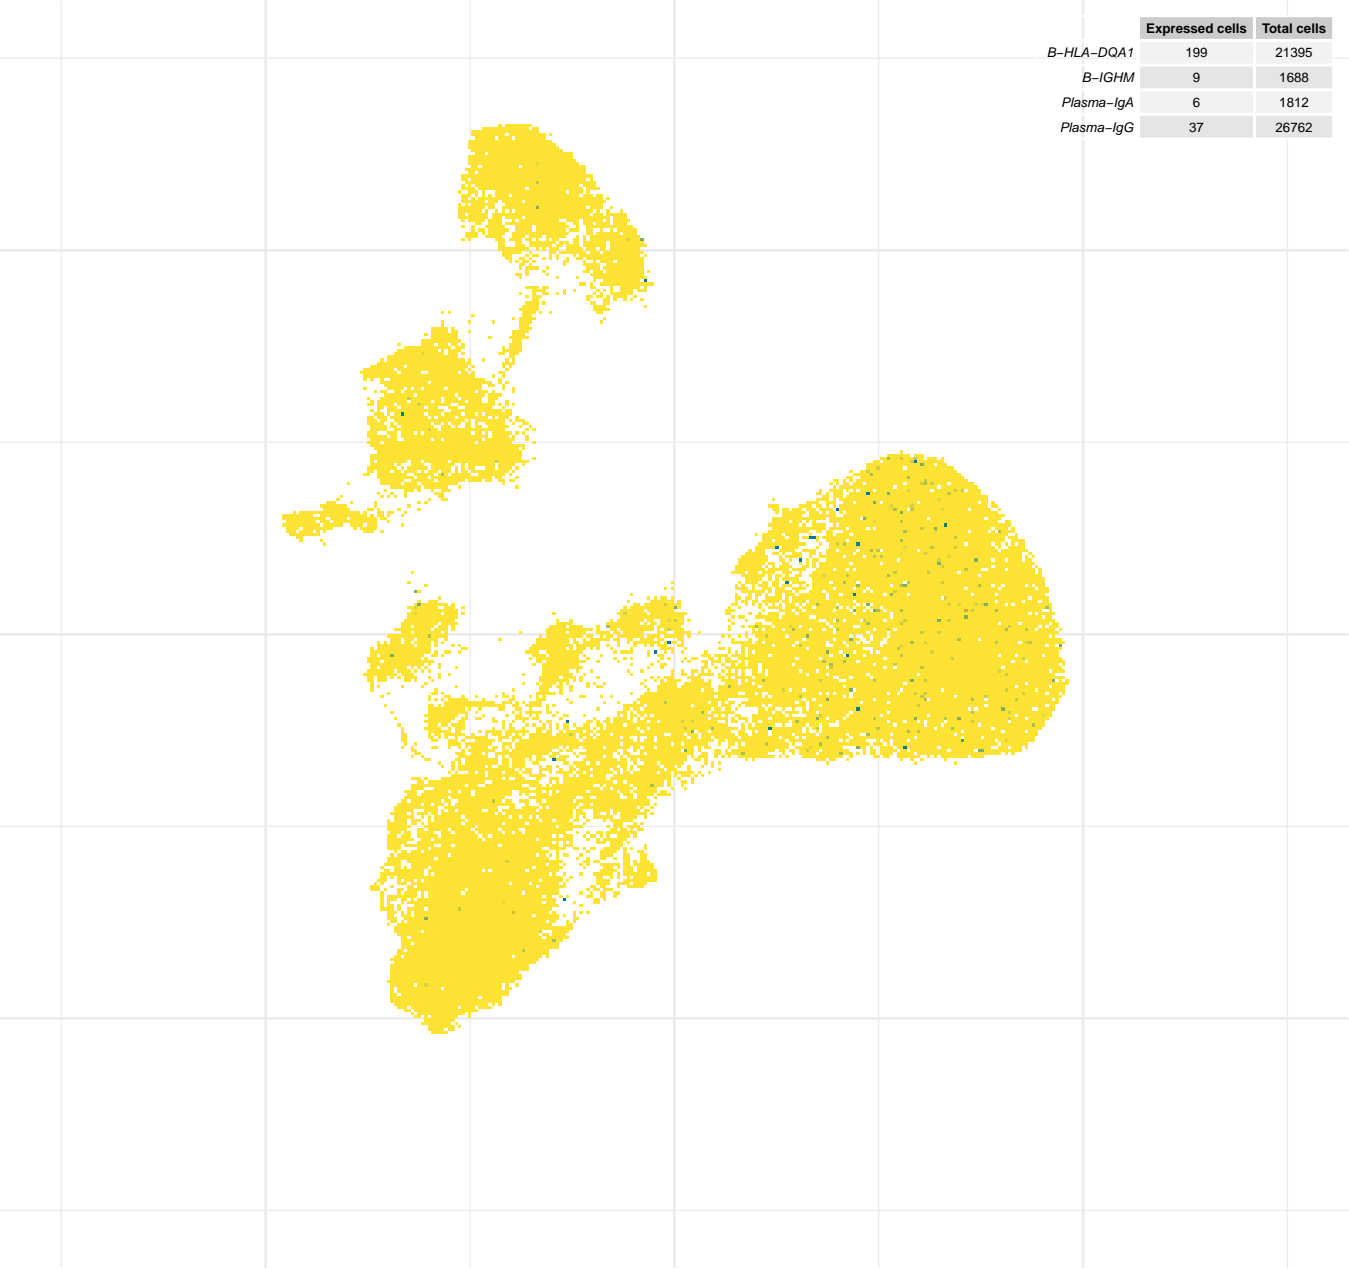 Expressed cells Total cells
B−HLA−DQA1 199 21395
B−IGHM 9 1688
Plasma−IgA 6 1812
Plasma−IgG 37 26762